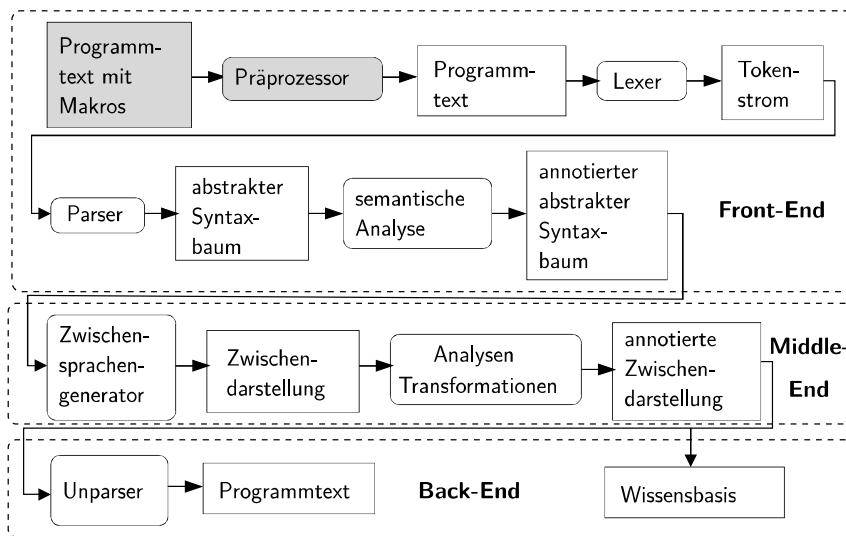 Programm-
text mit
Makros
Präprozessor
Programm-
text
Lexer
Token-
strom
Parser
abstrakter
Syntax-
baum
semantische
Analyse
annotierter
abstrakter
Syntax-
baum
Front-End
Zwischen-
sprachen-
generator
Zwischen-
darstellung
Analysen
Transformationen
annotierte
Zwischen-
darstellung
Middle-
End
Unparser
Programmtext
Back-End
Wissensbasis